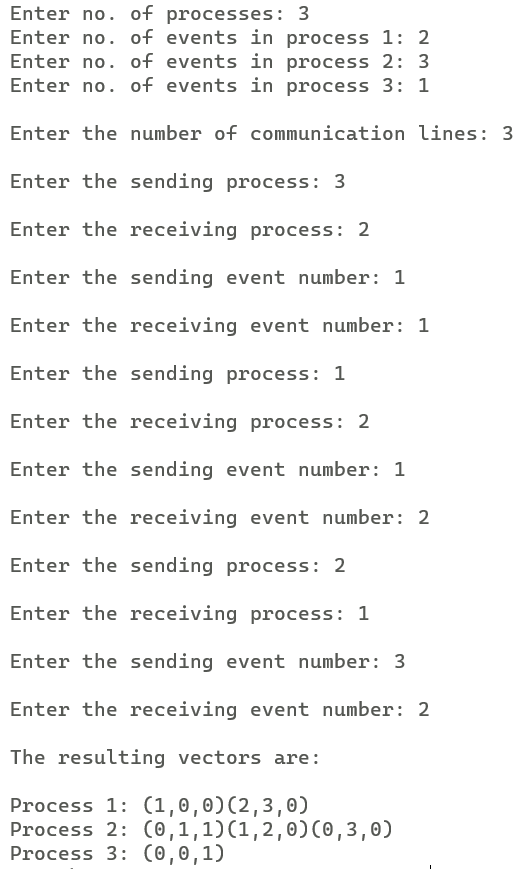 Enter no. of processes: 3
Enter no. of events in process 1: 2
Enter no. of events in process 2: 3
Enter no. of events in process 3: 1
Enter the number of communication lines: 3
Enter the sending process: 3
Enter the receiving process: 2
Enter the sending event number: 1
Enter the receiving event number: 1
Enter the sending process: 1
Enter the receiving process: 2
Enter the sending event number: 1
Enter the receiving event number: 2
Enter the sending process: 2
Enter the receiving process: 1
Enter the sending event number: 3
Enter the receiving event number: 2
The resulting vectors are:
Process 1: (1,0,0)(2,3,0)
Process 2: (0,1,1)(1,2,0)(0,3,0)
Process 3: (0,0,1)